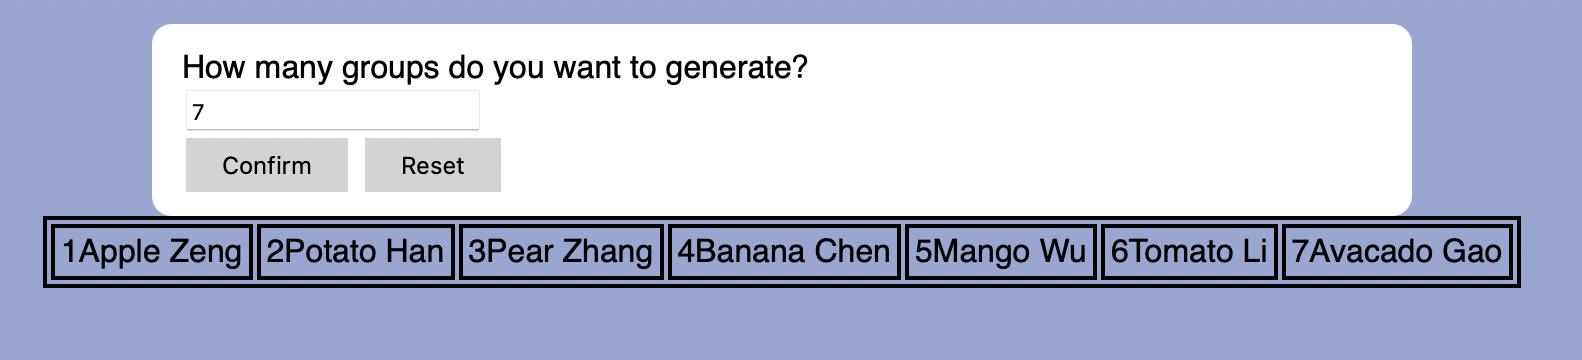 How many groups do you want to generate?
7
Confirm Reset
1Apple Zeng 2Potato Han 3Pear Zhang 4Banana Chen 5Mango Wu 6Tomato Li 7Avacado Gao